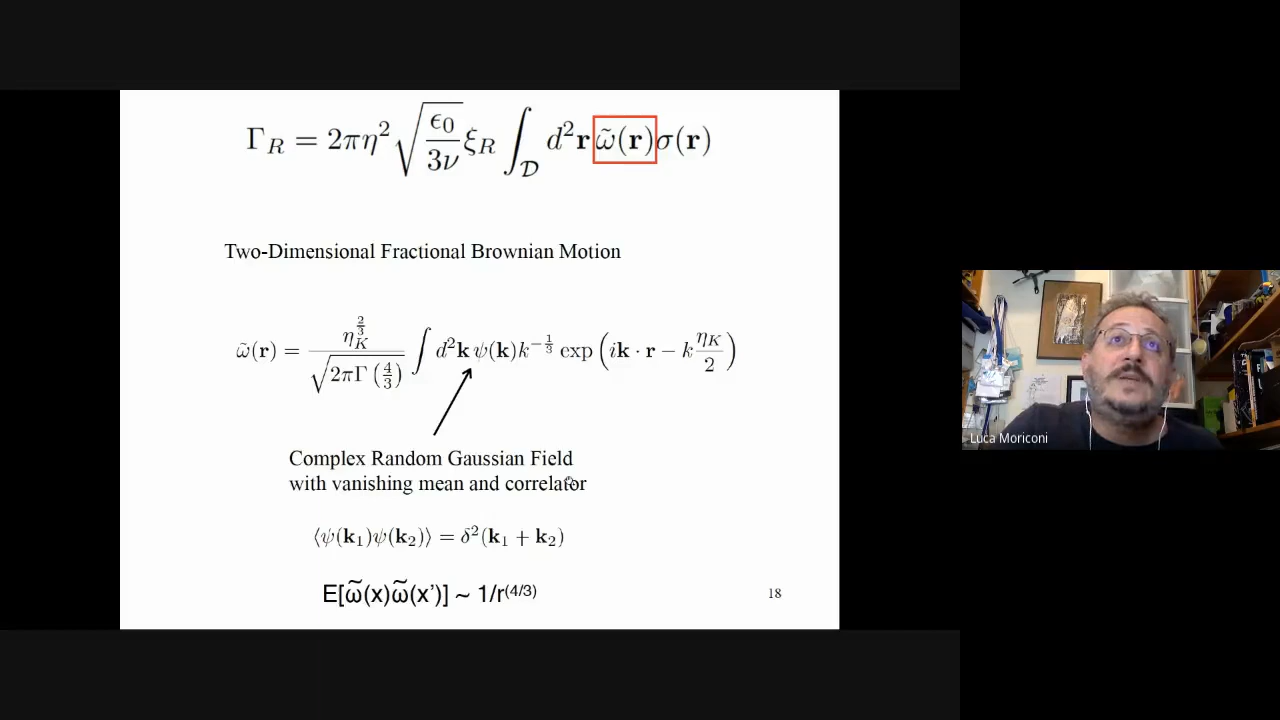 Γ_R = 2πη² √(ϵ₀/3ν) ξ_R ∫_𝒟 d²𝐫 ω̃(𝐫)σ(𝐫)
Two-Dimensional Fractional Brownian Motion
ω̃(𝐫) = η_K^{2/3}/√(2πΓ(4/3)) ∫ d²𝐤 ψ(𝐤)k^{-1/3} exp(i𝐤 · 𝐫 − k η_K/2)
Complex Random Gaussian Field
with vanishing mean and correlator
⟨ψ(𝐤₁)ψ(𝐤₂)⟩ = δ²(𝐤₁ + 𝐤₂)
E[ω̃(x)ω̃(x')] ~ 1/r^(4/3)
18
Luca Moriconi